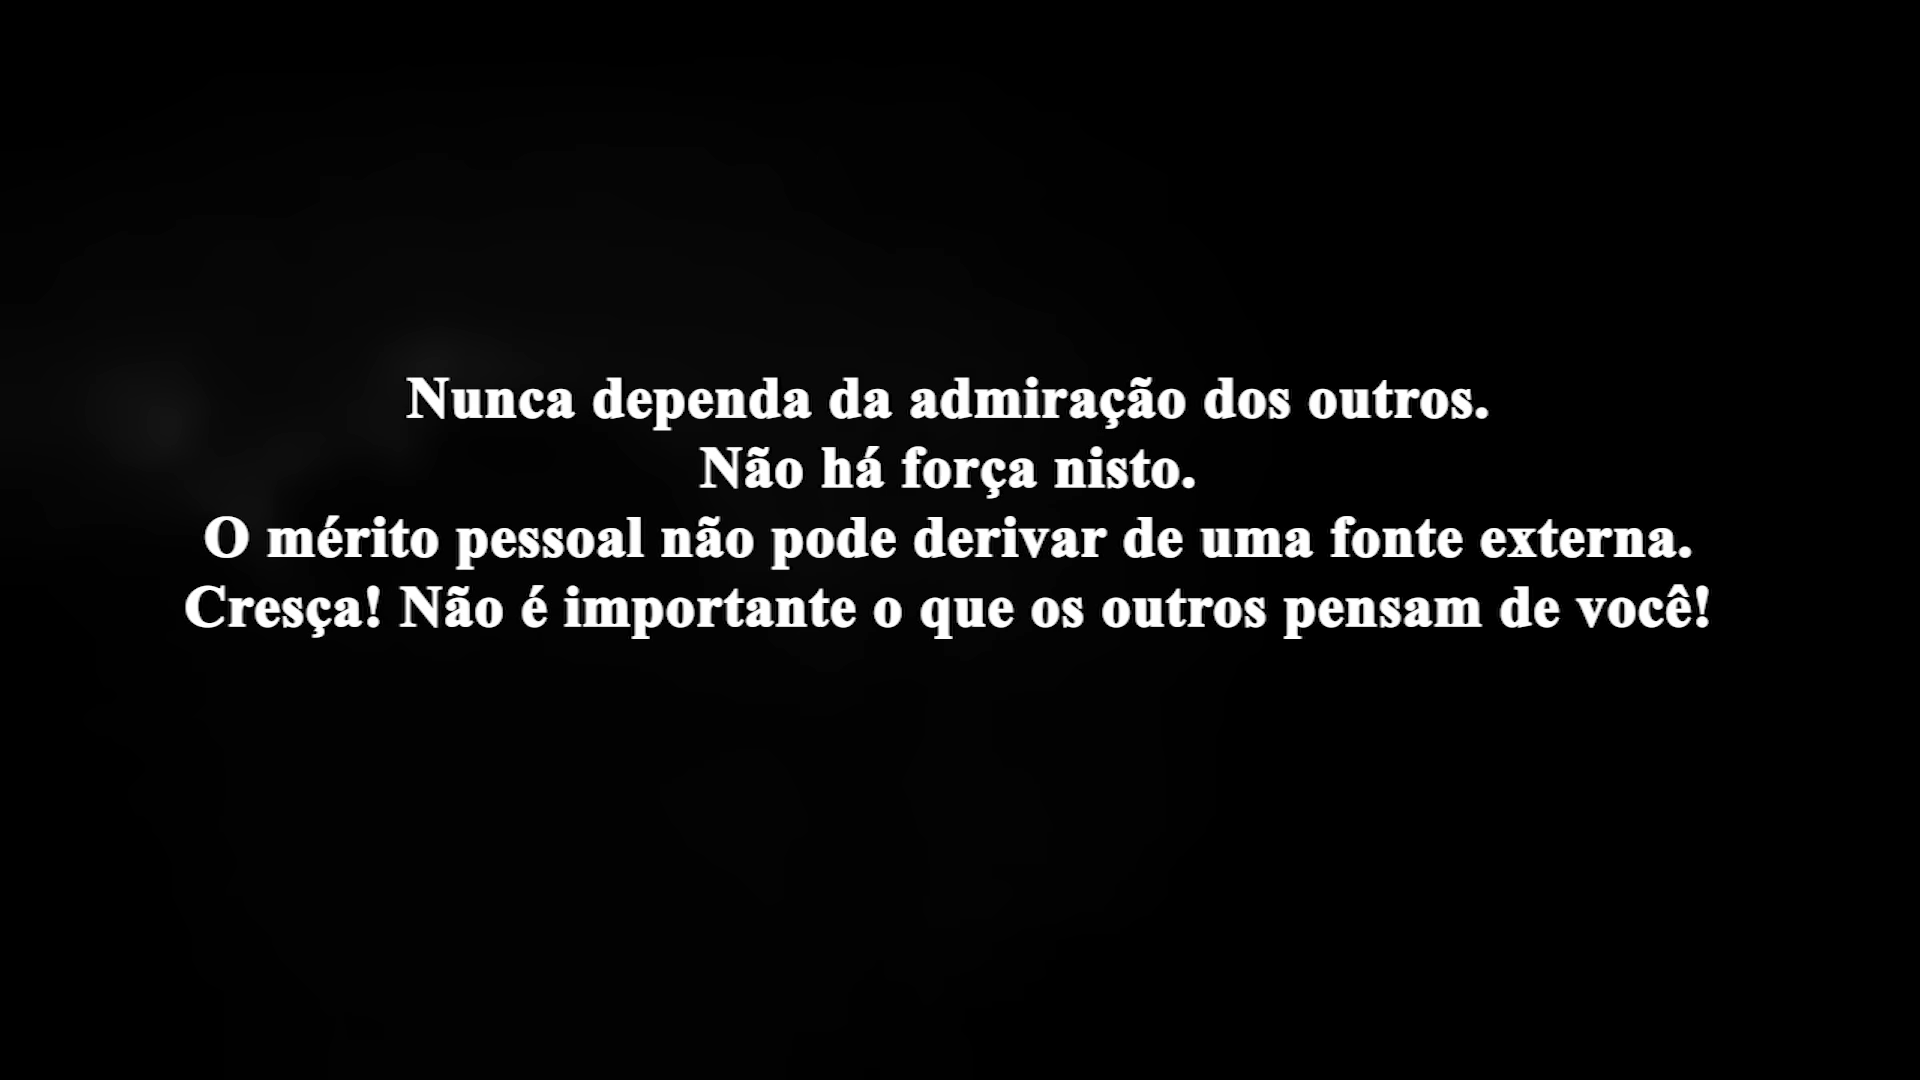 Nunca dependa da admiração dos outros.
Não há força nisto.
O mérito pessoal não pode derivar de uma fonte externa.
Cresça! Não é importante o que os outros pensam de você!